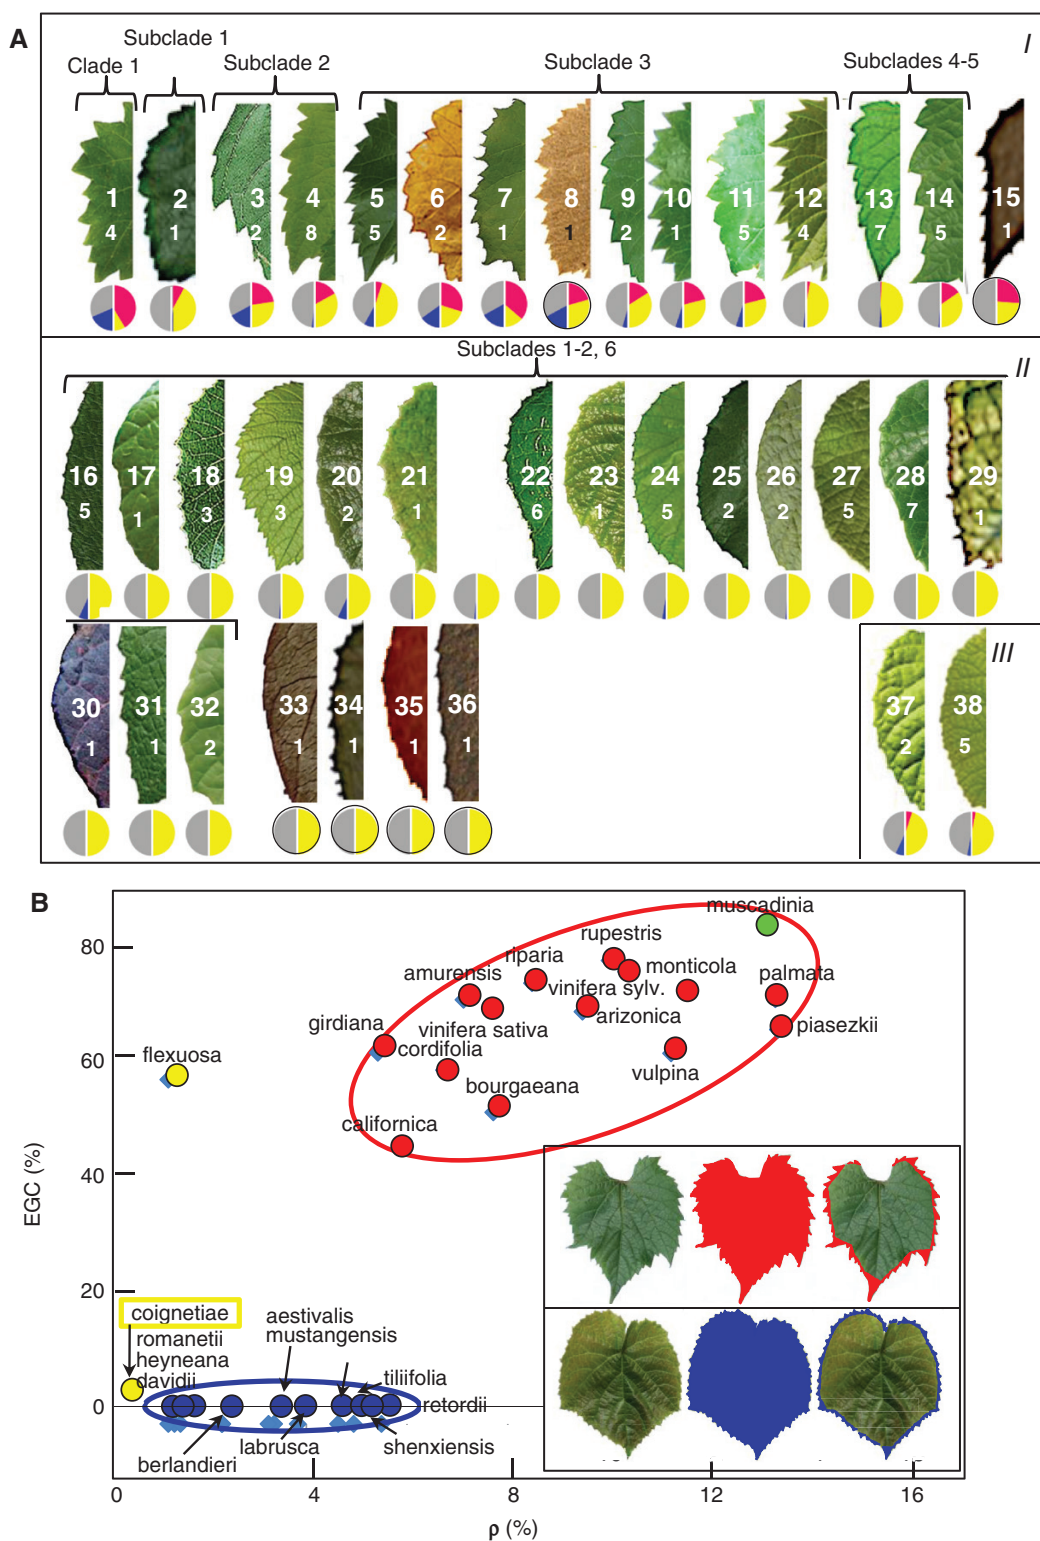 A
I
Subclade 1
Clade 1
Subclade 2
Subclade 3
Subclades 4-5
1 2 3 4 5 6 7 8 9 10 11 12 13 14 15
4 1 2 8 5 2 1 1 2 1 5 4 7 5 1
Subclades 1-2, 6
II
16 17 18 19 20 21 22 23 24 25 26 27 28 29
5 1 3 3 2 1 6 1 5 2 2 5 7 1
30 31 32 33 34 35 36
1 1 2 1 1 1 1
III
37 38
2 5
B
muscadinia
rupestris
riparia
monticola
palmata
amurensis
vinifera sylv.
girdiana
vinifera sativa
arizonica
piasezkii
cordifolia
flexuosa
vulpina
bourgaeana
californica
coignetiae
romanetii
heyneana
davidii
aestivalis
mustangensis
tiliifolia
retordii
labrusca
shenxiensis
berlandieri
80
60
40
20
0
EGC (%)
0 4 8 12 16
ρ (%)